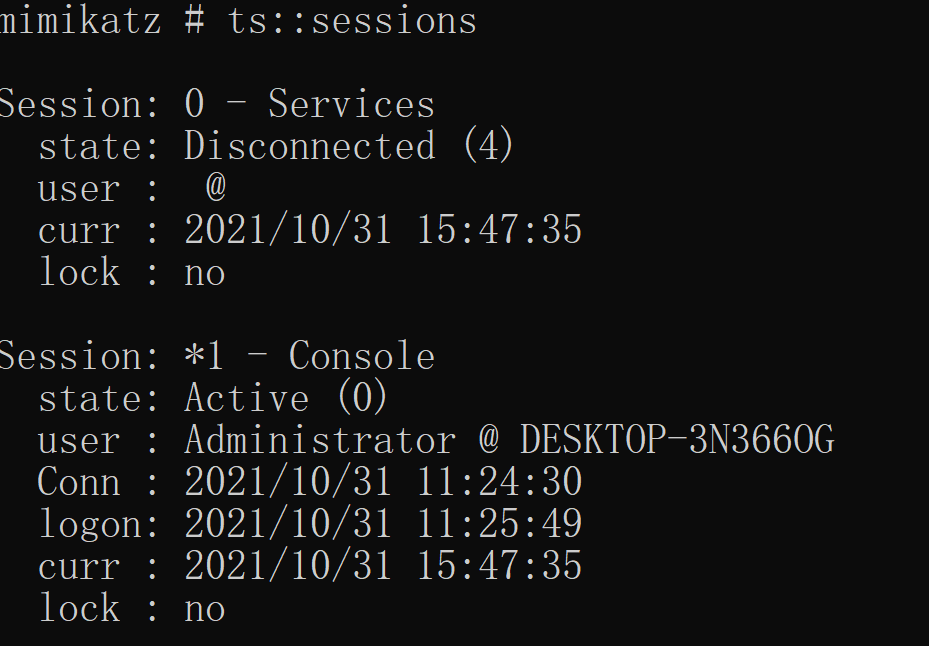 mimikatz # ts::sessions
Session: 0 - Services
state: Disconnected (4)
user : @
curr : 2021/10/31 15:47:35
lock : no
Session: *1 - Console
state: Active (0)
user : Administrator @ DESKTOP-3N366OG
Conn : 2021/10/31 11:24:30
logon: 2021/10/31 11:25:49
curr : 2021/10/31 15:47:35
lock : no